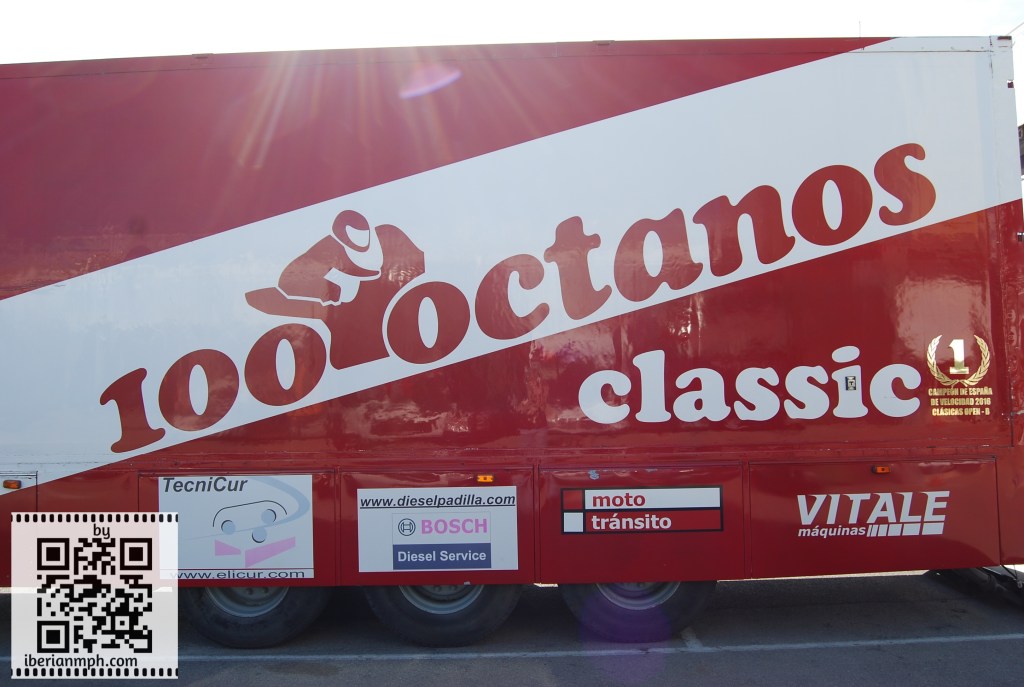 100 octanos
classic
1
CAMPEÓN DE ESPAÑA
DE VELOCIDAD 2016
CLÁSICAS OPEN - B
TecniCur
www.elicur.com
www.dieselpadilla.com
BOSCH
Diesel Service
moto
tránsito
VITALE
máquinas
by
iberianmph.com